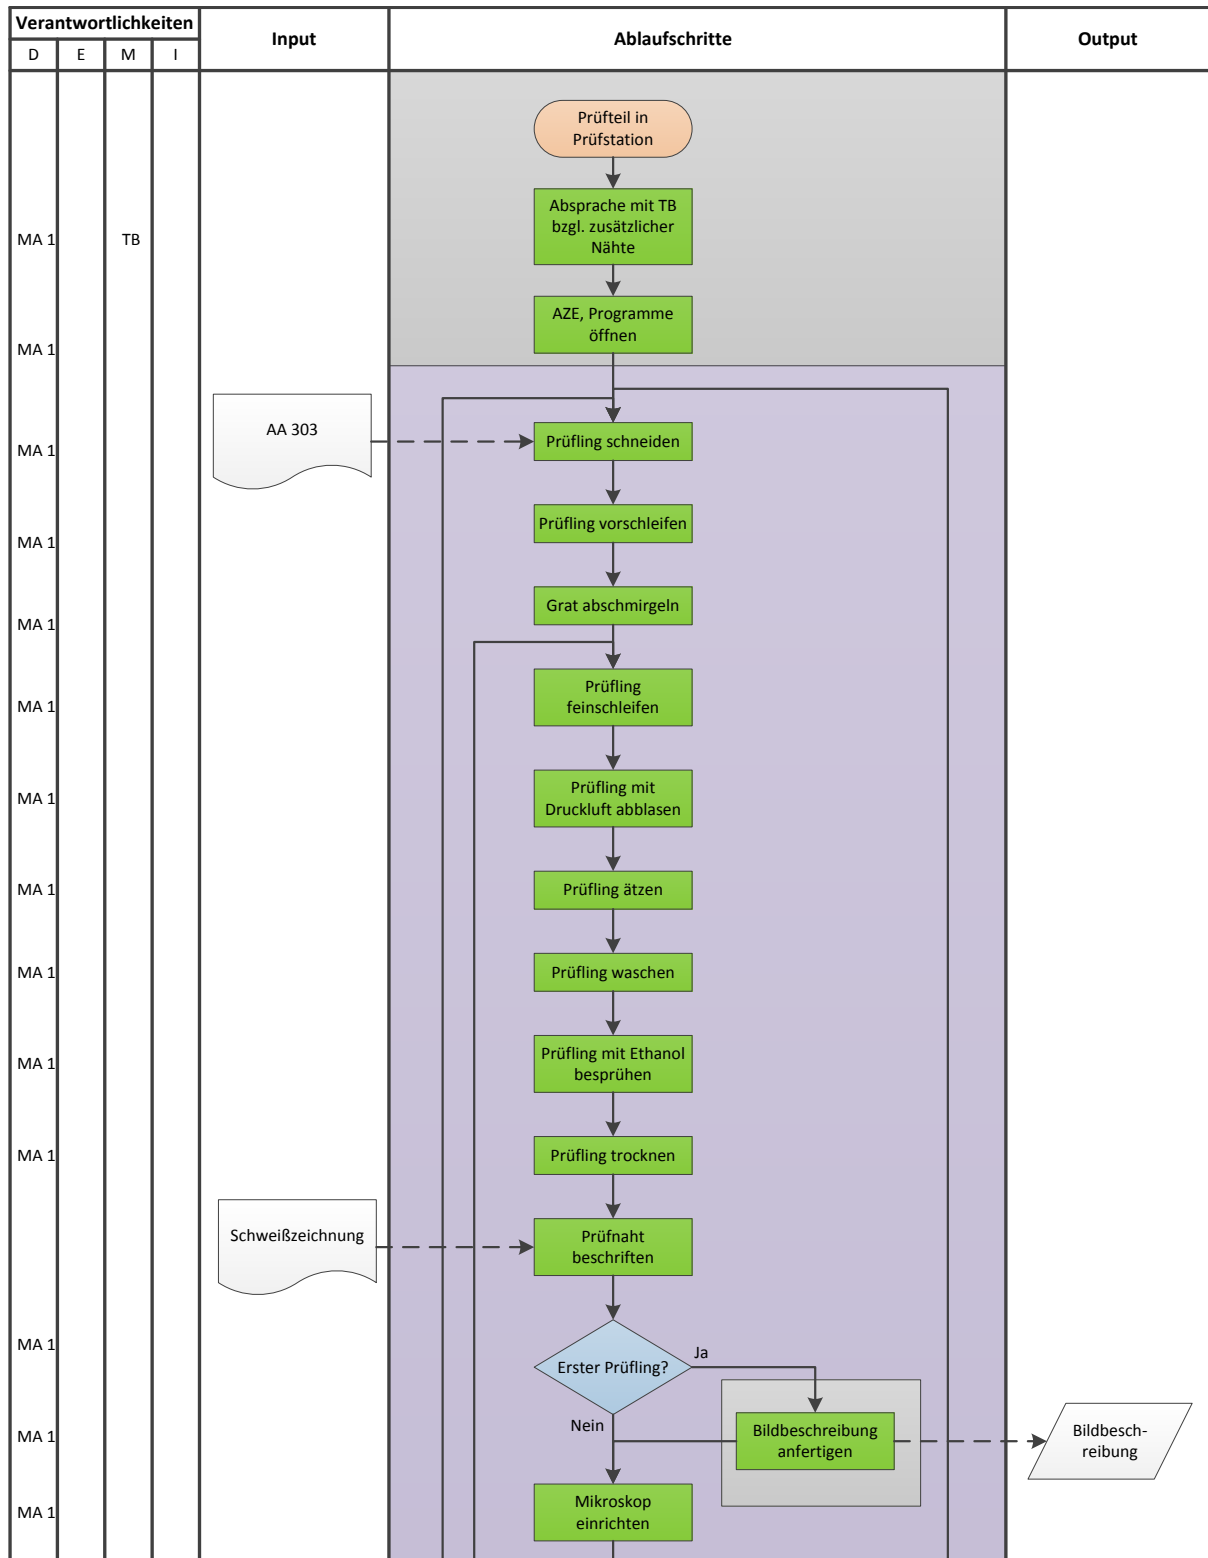 Verantwortlichkeiten
Input
Ablaufschritte
Output
D
E
M
I
Prüfteil in
Prüfstation
MA 1
TB
Absprache mit TB
bzgl. zusätzlicher
Nähte
MA 1
AZE, Programme
öffnen
MA 1
AA 303
Prüfling schneiden
MA 1
Prüfling vorschleifen
MA 1
Grat abschmirgeln
MA 1
Prüfling
feinschleifen
MA 1
Prüfling mit
Druckluft abblasen
MA 1
Prüfling ätzen
MA 1
Prüfling waschen
MA 1
Prüfling mit Ethanol
besprühen
MA 1
Prüfling trocknen
Schweißzeichnung
Prüfnaht
beschriften
MA 1
Erster Prüfling?
Ja
Nein
MA 1
Bildbeschreibung
anfertigen
Bildbesch-
reibung
MA 1
Mikroskop
einrichten